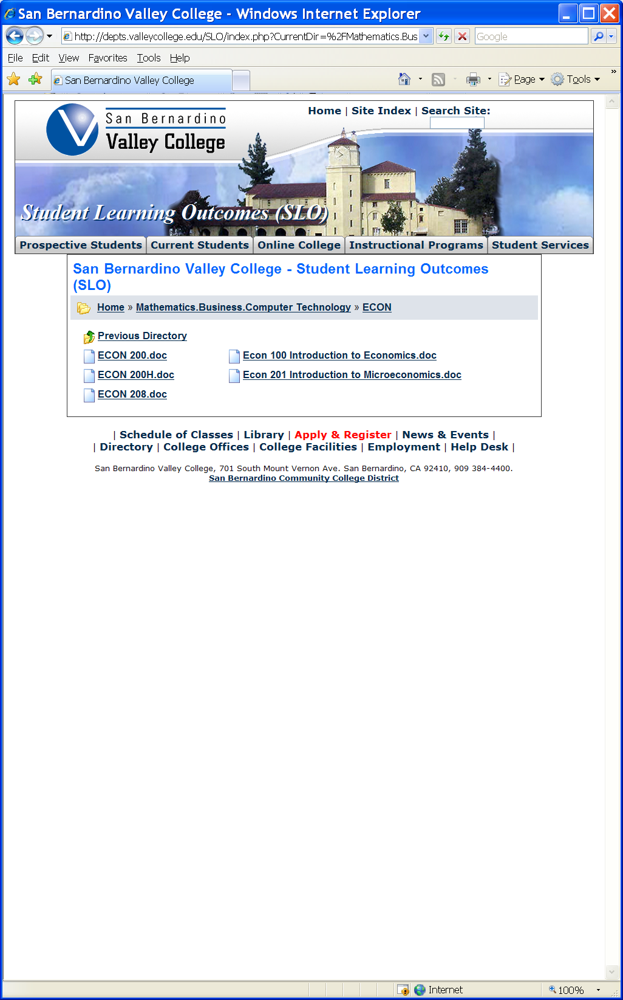 San Bernardino Valley College - Windows Internet Explorer
http://depts.valleycollege.edu/SLO/index.php?CurrentDir=%2FMathematics.Bus
Google
File Edit View Favorites Tools Help
San Bernardino Valley College
Page Tools »
San Bernardino
Valley College
Home | Site Index | Search Site:
Student Learning Outcomes (SLO)
Prospective Students Current Students Online College Instructional Programs Student Services
San Bernardino Valley College - Student Learning Outcomes
(SLO)
Home » Mathematics.Business.Computer Technology » ECON
Previous Directory
ECON 200.doc Econ 100 Introduction to Economics.doc
ECON 200H.doc Econ 201 Introduction to Microeconomics.doc
ECON 208.doc
| Schedule of Classes | Library | Apply & Register | News & Events |
| Directory | College Offices | College Facilities | Employment | Help Desk |
San Bernardino Valley College, 701 South Mount Vernon Ave. San Bernardino, CA 92410, 909 384-4400.
San Bernardino Community College District
Internet 100%